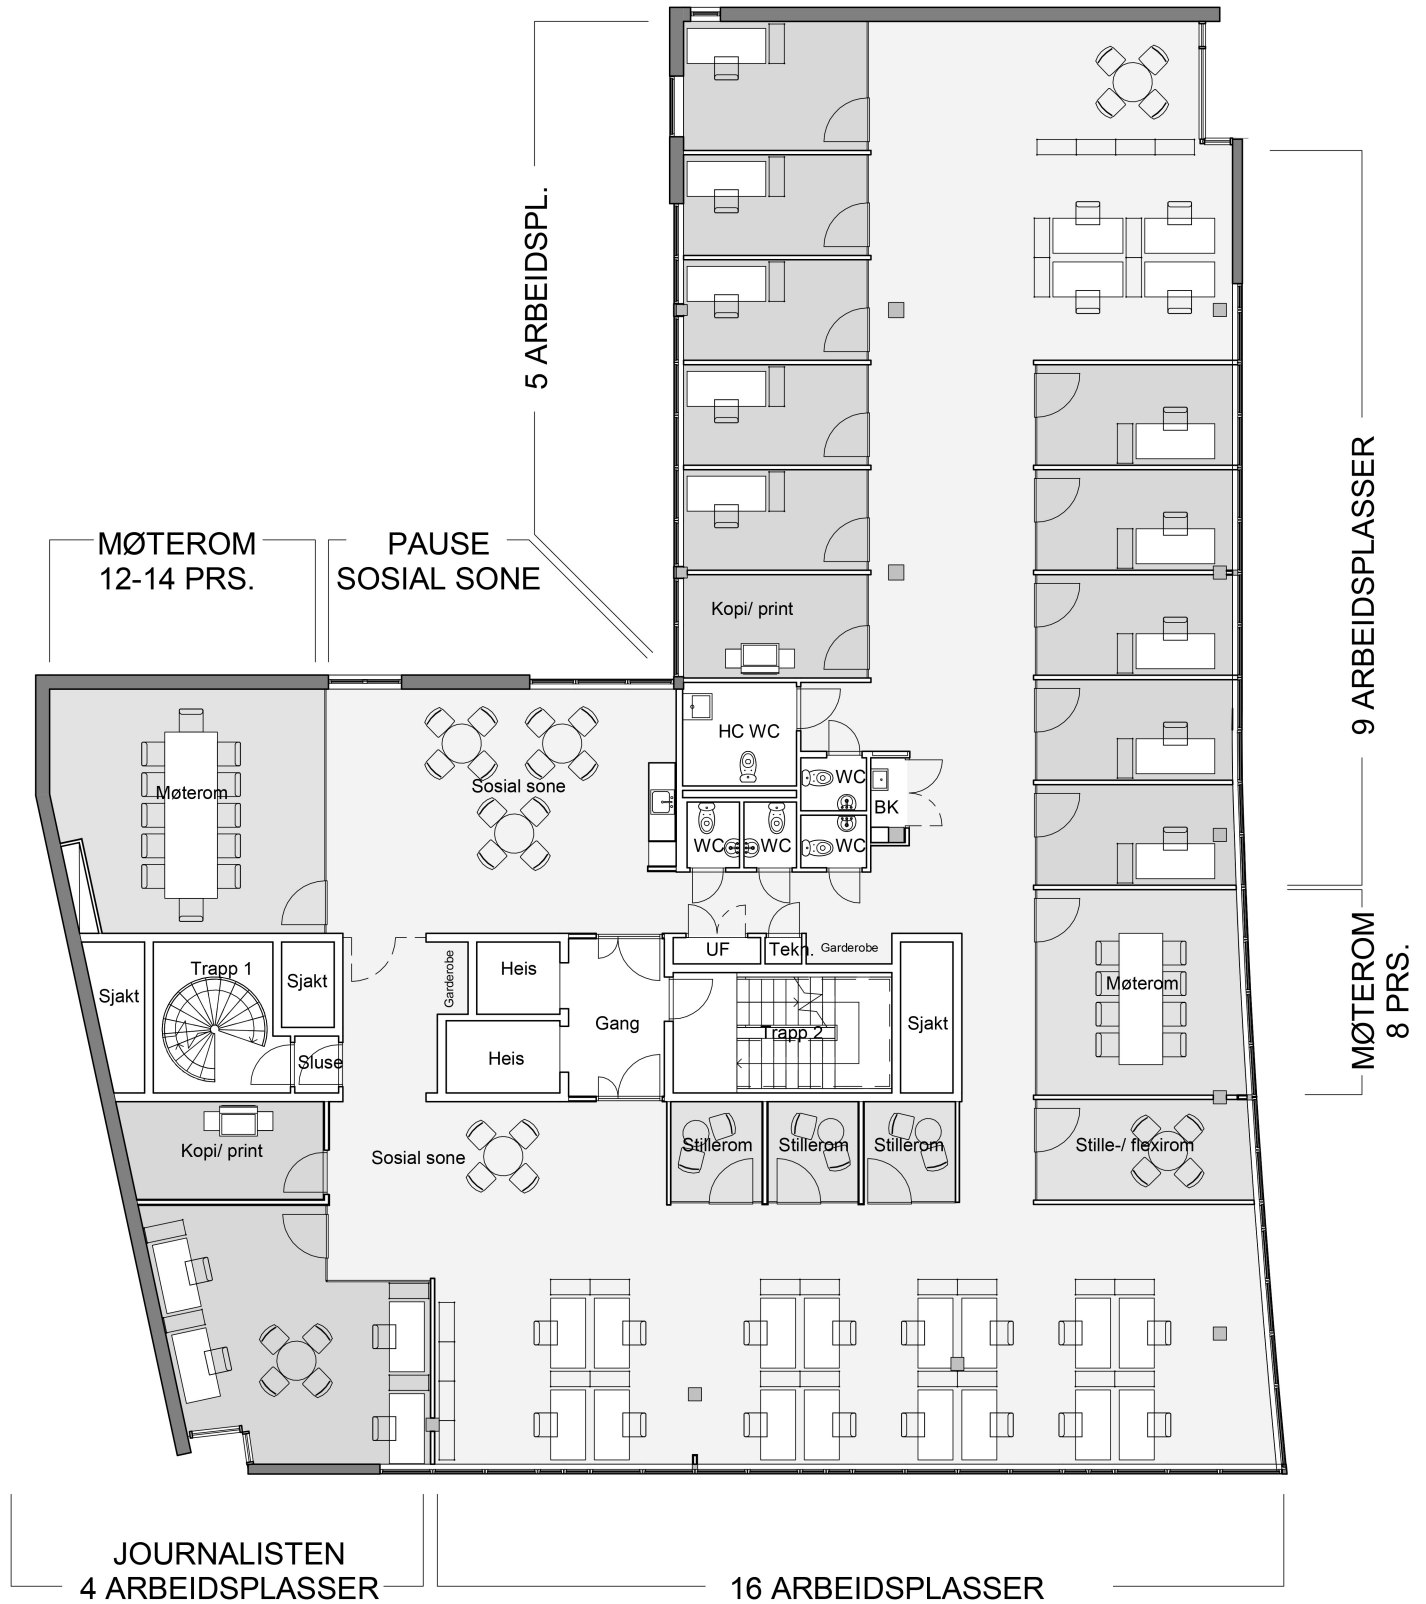 5 ARBEIDSPL.
MØTEROM
12-14 PRS.
PAUSE
SOSIAL SONE
9 ARBEIDSPLASSER
Kopi/ print
HC WC
WC
BK
WC
WC
WC
Sosial sone
Møterom
MØTEROM
8 PRS.
UF
Tekn.
Garderobe
Trapp 1
Sjakt
Sjakt
Garderobe
Heis
Gang
Trapp 2
Sjakt
Møterom
Sluse
Heis
Kopi/ print
Sosial sone
Stillerom
Stillerom
Stillerom
Stille-/ flexirom
JOURNALISTEN
4 ARBEIDSPLASSER
16 ARBEIDSPLASSER